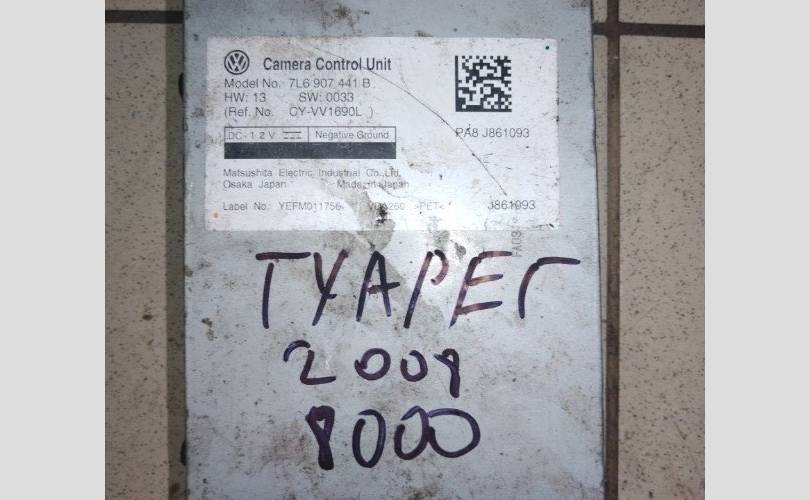 Camera Control Unit
Model No. 7L6 907 441 B
HW: 13 SW: 0033
(Ref. No. CY-VV1690L )
DC-12V Negative Ground
PA8 J861093
Matsushita Electric Industrial Co.,Ltd.
Osaka Japan Made in Japan
Label No. YEFM011756 >PET< J861093
ТУАРЕГ
2009
8000